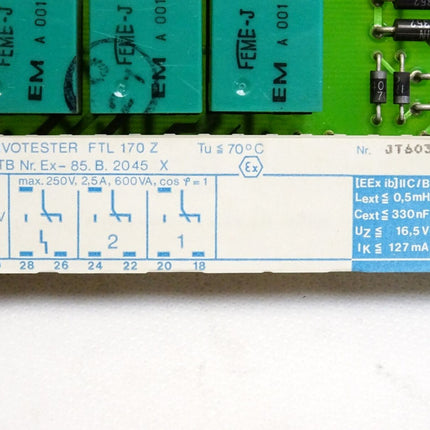 FEME-J
A 001
EM
FEME-J
A 001
EM
FEME-J
A 001
EM
VOTESTER FTL 170 Z Tu ≦ 70°C Nr. JT603
TB Nr. Ex-85.B.2045 X Ex
max. 250V, 2,5A, 600VA, cos φ = 1
2 1
28 26 24 22 20 18
[EEx ib] IIC/B
Lext ≦ 0,5mH
Cext ≦ 330nF
Uz ≦ 16,5V
IK ≦ 127mA